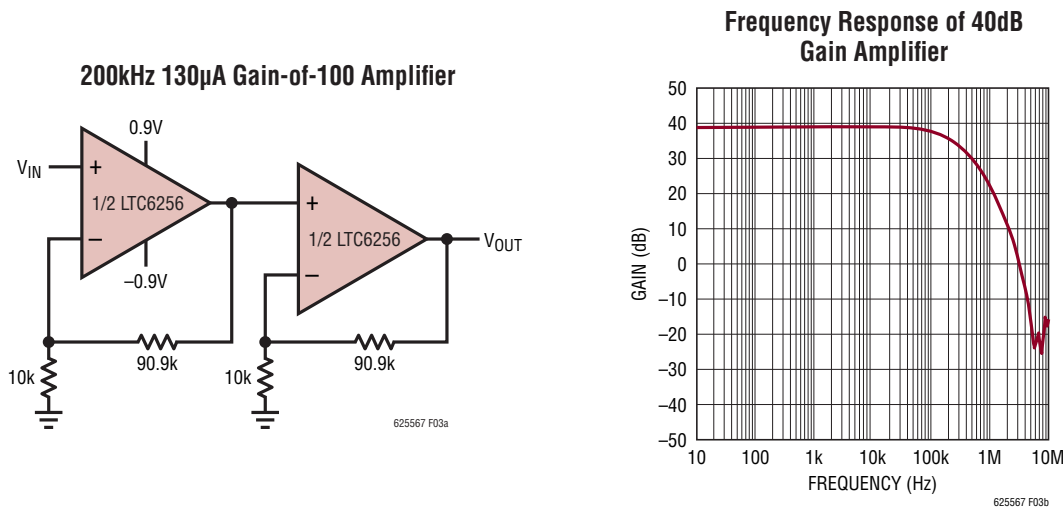 200kHz 130µA Gain-of-100 Amplifier
0.9V
VIN
+
1/2 LTC6256
–
–0.9V
+
1/2 LTC6256
–
VOUT
90.9k
10k
90.9k
10k
625567 F03a
Frequency Response of 40dB
Gain Amplifier
GAIN (dB)
50
40
30
20
10
0
–10
–20
–30
–40
–50
10 100 1k 10k 100k 1M 10M
FREQUENCY (Hz)
625567 F03b